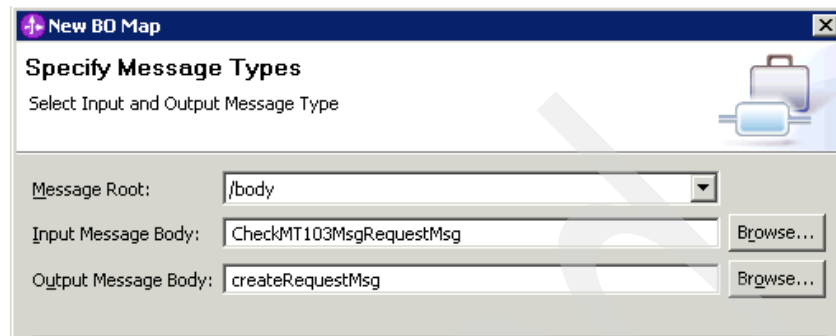 New BO Map
Specify Message Types
Select Input and Output Message Type
Message Root: /body
Input Message Body: CheckMT103MsgRequestMsg Browse...
Output Message Body: createRequestMsg Browse...